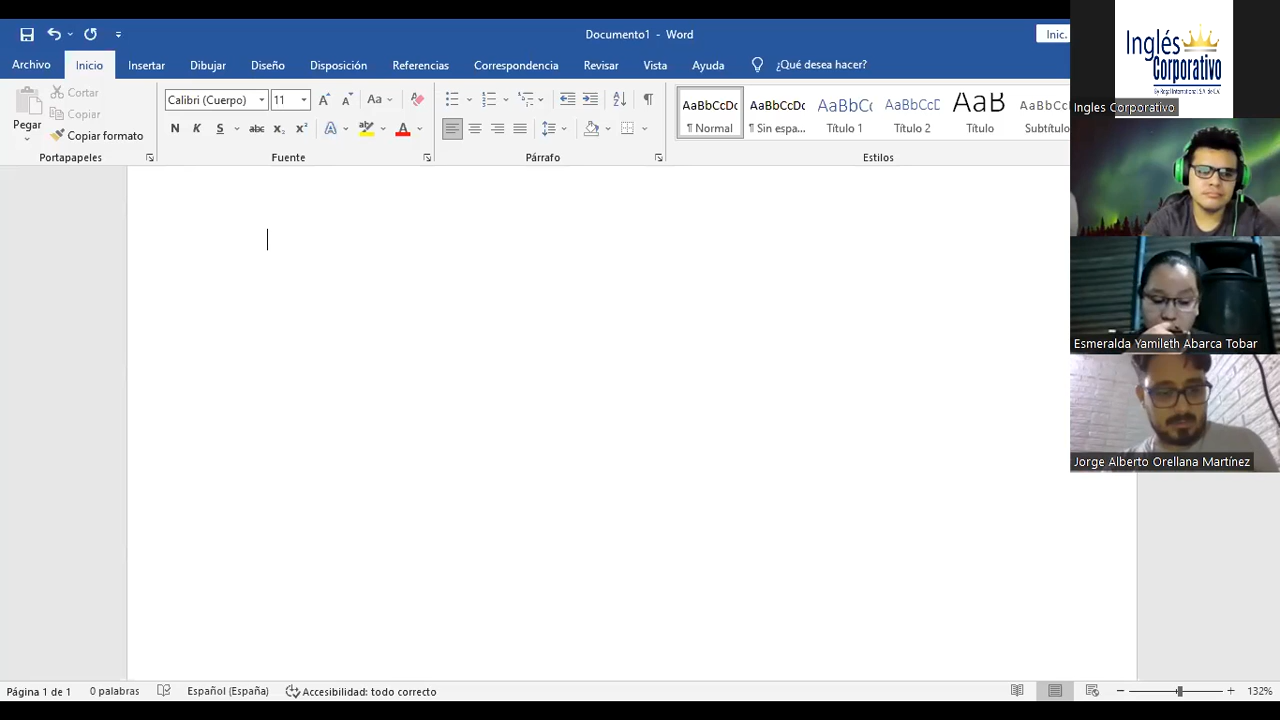 Documento1 - Word
Inic.
Archivo
Inicio
Insertar
Dibujar
Diseño
Disposición
Referencias
Correspondencia
Revisar
Vista
Ayuda
¿Qué desea hacer?
Pegar
Cortar
Copiar
Copiar formato
Portapapeles
Calibri (Cuerpo)
11
Aa
N K S abc x₂ x² A A
Fuente
Párrafo
AaBbCcDc
¶ Normal
AaBbCcDc
¶ Sin espa...
AaBbCc
Título 1
AaBbCcD
Título 2
AaB
Título
AaBbCcD
Subtítulo
Estilos
Inglés
Corporativo
Ingles Corporativo
Esmeralda Yamileth Abarca Tobar
Jorge Alberto Orellana Martínez
Página 1 de 1
0 palabras
Español (España)
Accesibilidad: todo correcto
132%